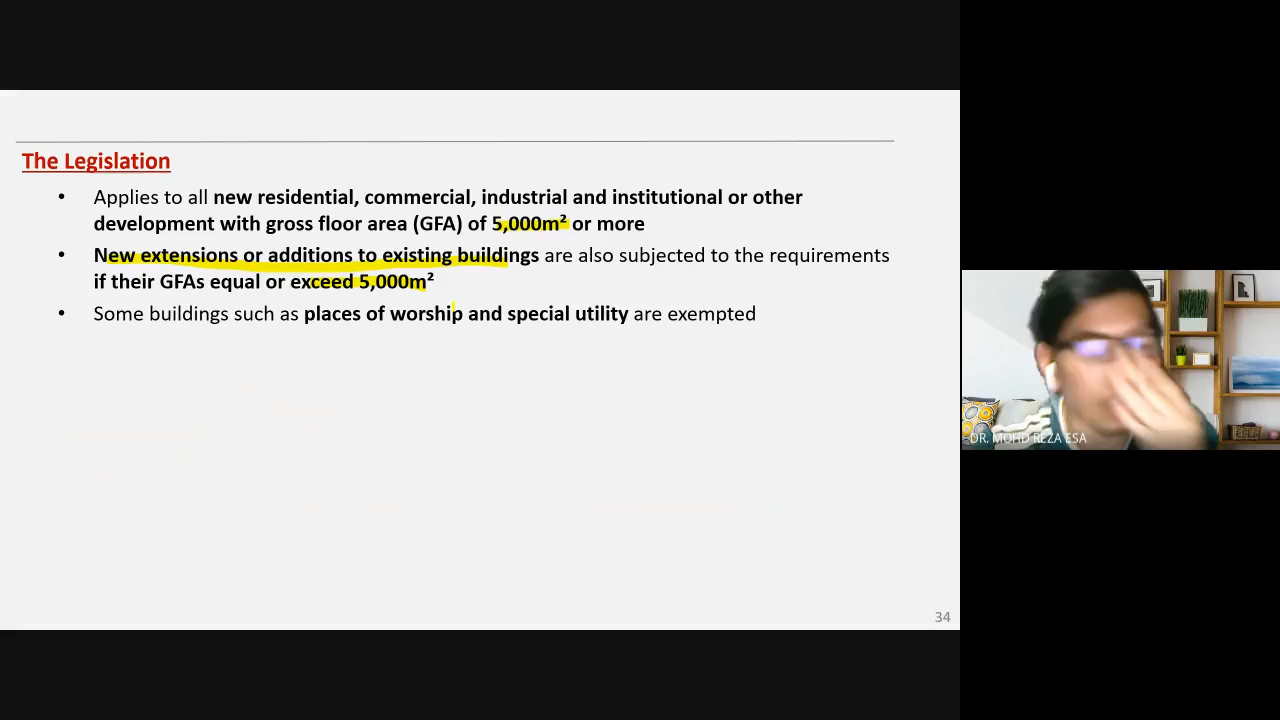 The Legislation
• Applies to all new residential, commercial, industrial and institutional or other
development with gross floor area (GFA) of 5,000m² or more
• New extensions or additions to existing buildings are also subjected to the requirements
if their GFAs equal or exceed 5,000m²
• Some buildings such as places of worship and special utility are exempted
DR. MOHD REZA ESA
34